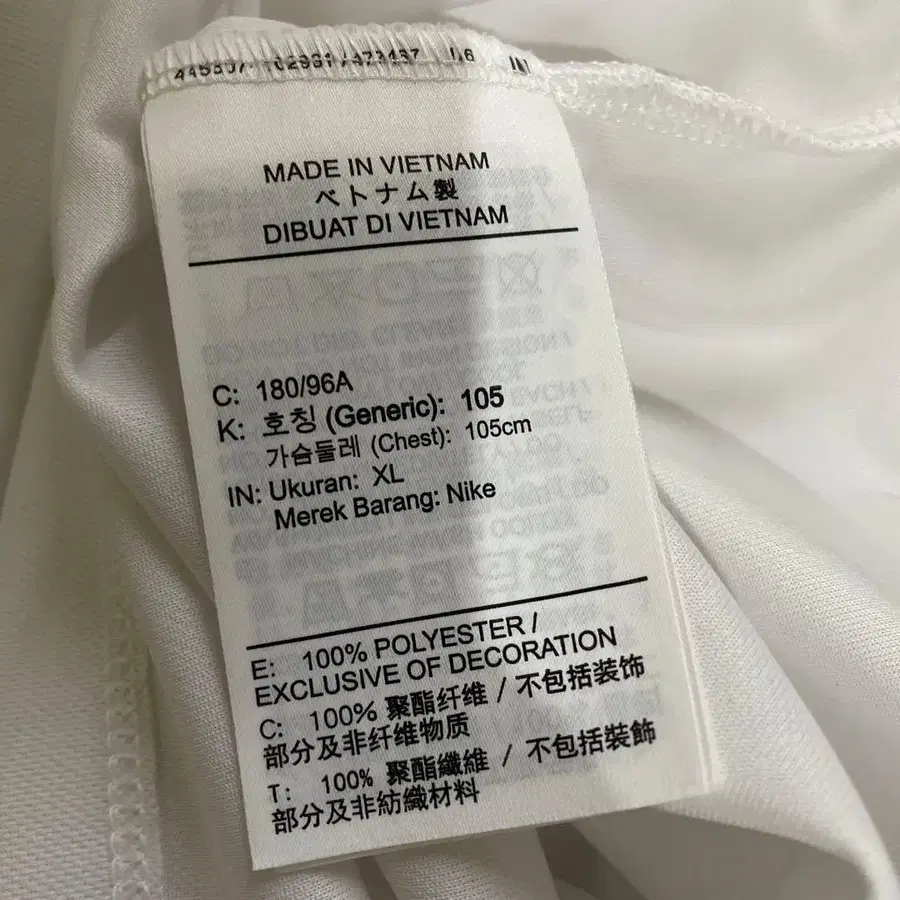 MADE IN VIETNAM
ベトナム製
DIBUAT DI VIETNAM
C: 180/96A
K: 호칭 (Generic): 105
가슴둘레 (Chest): 105cm
IN: Ukuran: XL
Merek Barang: Nike
E: 100% POLYESTER /
EXCLUSIVE OF DECORATION
C: 100% 聚酯纤维 / 不包括装饰
部分及非纤维物质
T: 100% 聚酯纖維 / 不包括裝飾
部分及非紡織材料